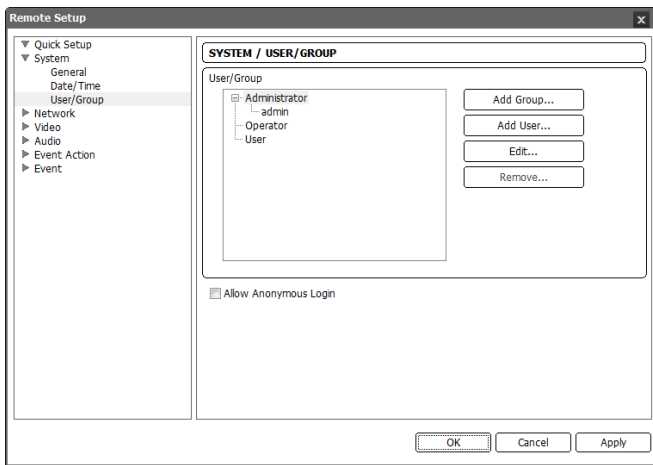 Remote Setup
x
Quick Setup
System
General
Date/Time
User/Group
Network
Video
Audio
Event Action
Event
SYSTEM / USER/GROUP
User/Group
Administrator
admin
Operator
User
Add Group...
Add User...
Edit...
Remove...
Allow Anonymous Login
OK
Cancel
Apply